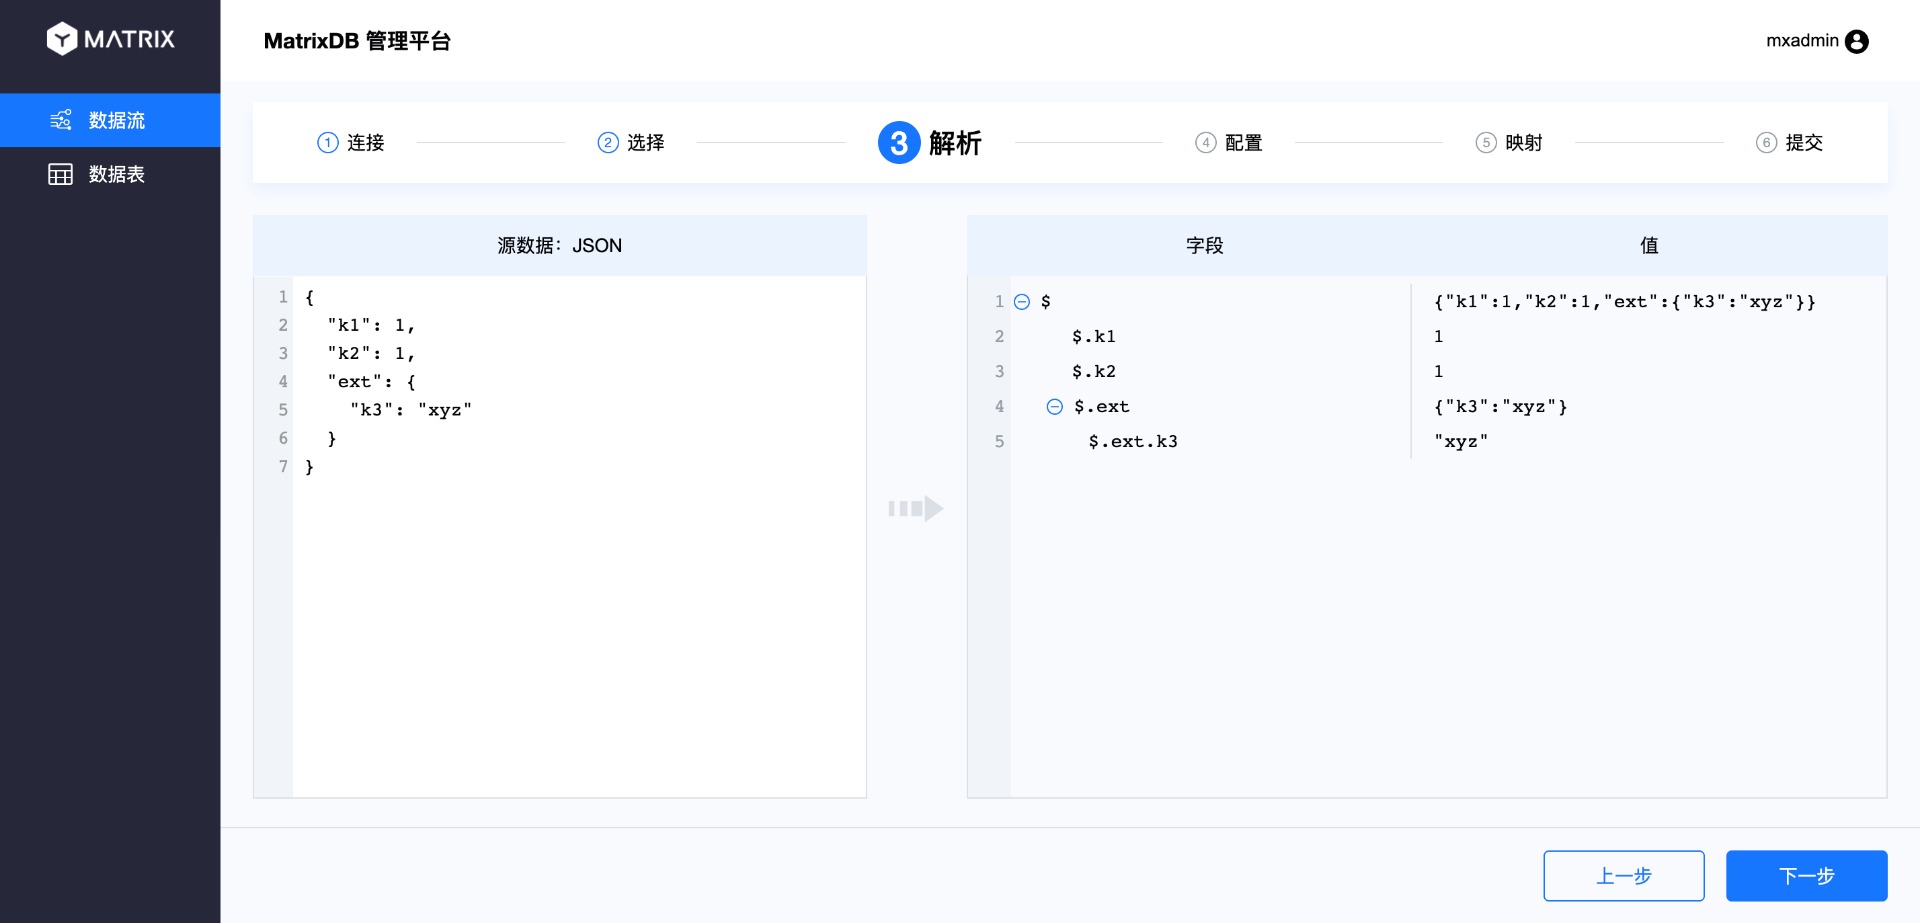 MATRIX
MatrixDB 管理平台
mxadmin
数据流
数据表
1 连接
2 选择
3 解析
4 配置
5 映射
6 提交
源数据：JSON
1 {
2 "k1": 1,
3 "k2": 1,
4 "ext": {
5 "k3": "xyz"
6 }
7 }
字段 值
1 $ {"k1":1,"k2":1,"ext":{"k3":"xyz"}}
2 $.k1 1
3 $.k2 1
4 $.ext {"k3":"xyz"}
5 $.ext.k3 "xyz"
上一步
下一步